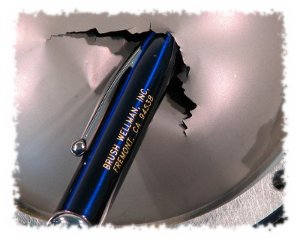 BRUSH WELLMAN, INC.
FREMONT, CA 94538